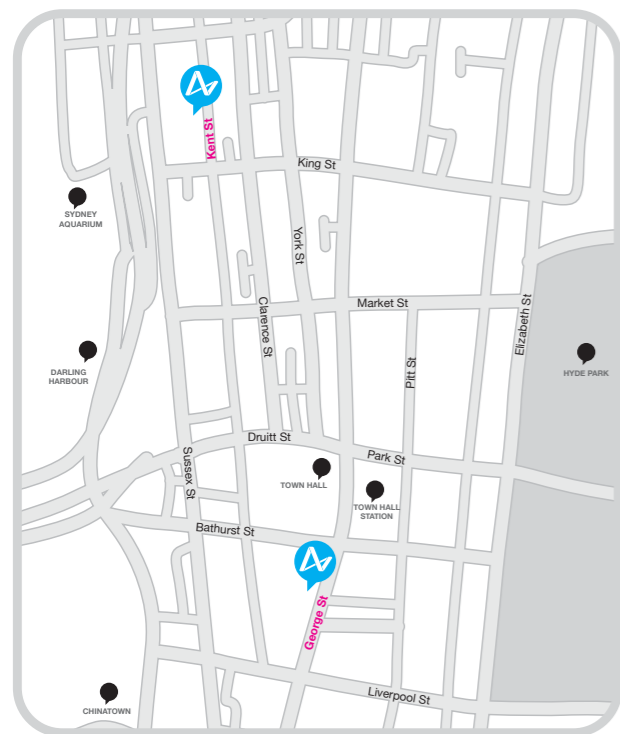 Kent St
King St
SYDNEY
AQUARIUM
York St
Market St
Clarence St
Elizabeth St
DARLING
HARBOUR
Pitt St
HYDE PARK
Druitt St
Park St
Sussex St
TOWN HALL
TOWN HALL
STATION
Bathurst St
George St
Liverpool St
CHINATOWN